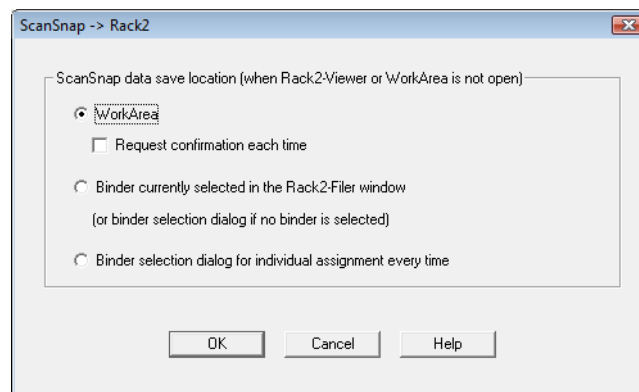 ScanSnap -> Rack2
ScanSnap data save location (when Rack2-Viewer or WorkArea is not open)
WorkArea
Request confirmation each time
Binder currently selected in the Rack2-Filer window
(or binder selection dialog if no binder is selected)
Binder selection dialog for individual assignment every time
OK Cancel Help